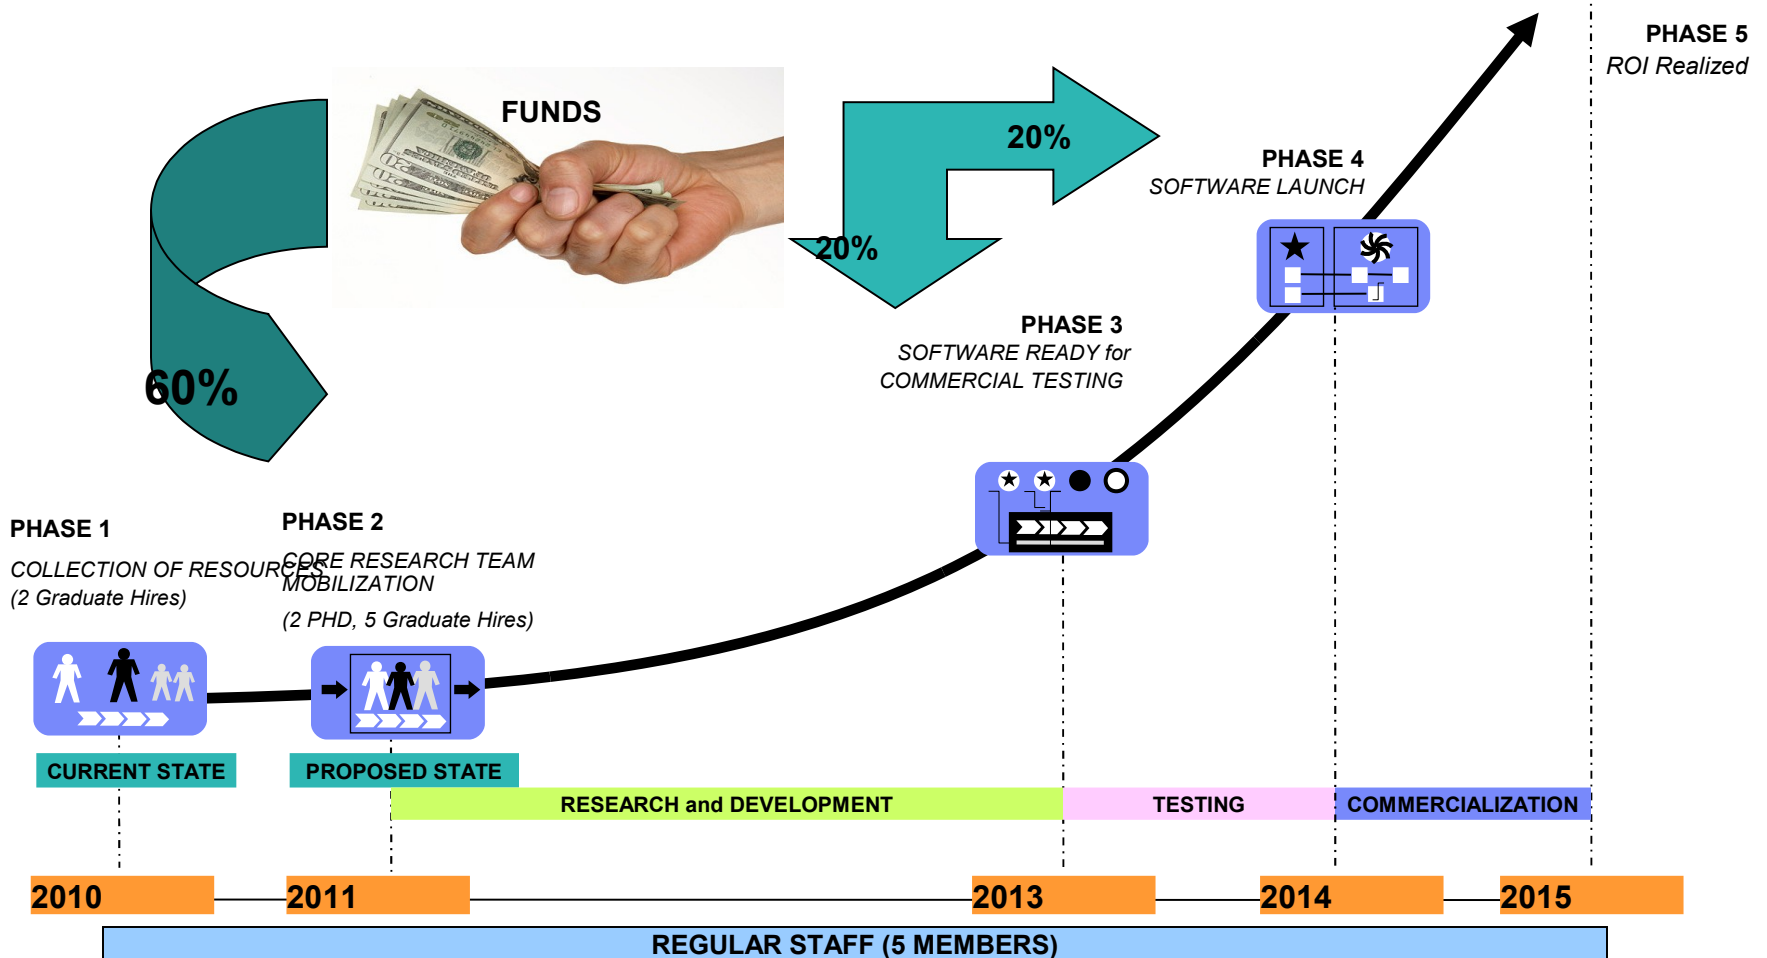 PHASE 5
ROI Realized
FUNDS
20%
20%
60%
PHASE 4
SOFTWARE LAUNCH
PHASE 3
SOFTWARE READY for
COMMERCIAL TESTING
PHASE 1
COLLECTION OF RESOURCES
(2 Graduate Hires)
PHASE 2
CORE RESEARCH TEAM
MOBILIZATION
(2 PHD, 5 Graduate Hires)
CURRENT STATE
PROPOSED STATE
RESEARCH and DEVELOPMENT
TESTING
COMMERCIALIZATION
2010
2011
2013
2014
2015
REGULAR STAFF (5 MEMBERS)